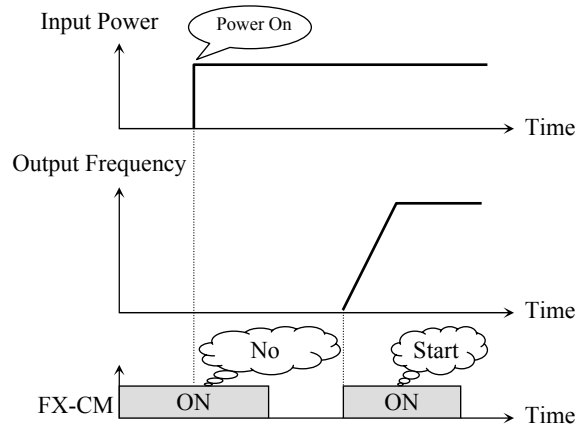 Input Power
Power On
Time
Output Frequency
Time
No
Start
FX-CM
ON
ON
Time